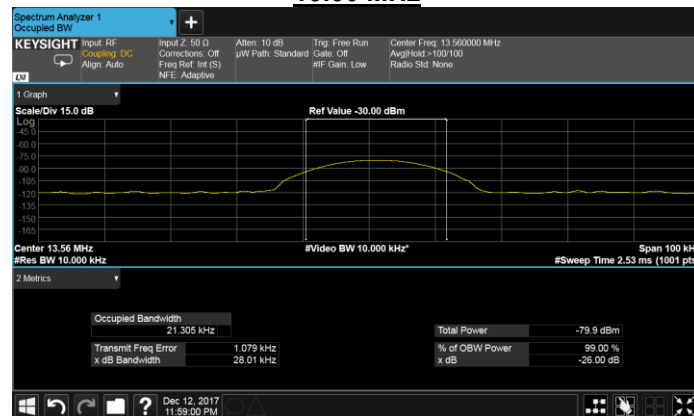 Spectrum Analyzer 1
Occupied BW
KEYSIGHT
LXI
Input: RF
Coupling: DC
Align: Auto
Input Z: 50 Ω
Corrections: Off
Freq Ref: Int (S)
NFE: Adaptive
Atten: 10 dB
µW Path: Standard
Trig: Free Run
Gate: Off
#IF Gain: Low
Center Freq: 13.560000 MHz
Avg|Hold:>100/100
Radio Std: None
1 Graph
Scale/Div 15.0 dB
Ref Value -30.00 dBm
Log
-45.0
-60.0
-75.0
-90.0
-105
-120
-135
-150
-165
Center 13.56 MHz
#Video BW 10.000 kHz*
Span 100 kH
#Res BW 10.000 kHz
#Sweep Time 2.53 ms (1001 pts
2 Metrics
Occupied Bandwidth
21.305 kHz
Total Power -79.9 dBm
Transmit Freq Error 1.079 kHz
% of OBW Power 99.00 %
x dB Bandwidth 28.01 kHz
x dB -26.00 dB
?
Dec 12, 2017
11:59:00 PM